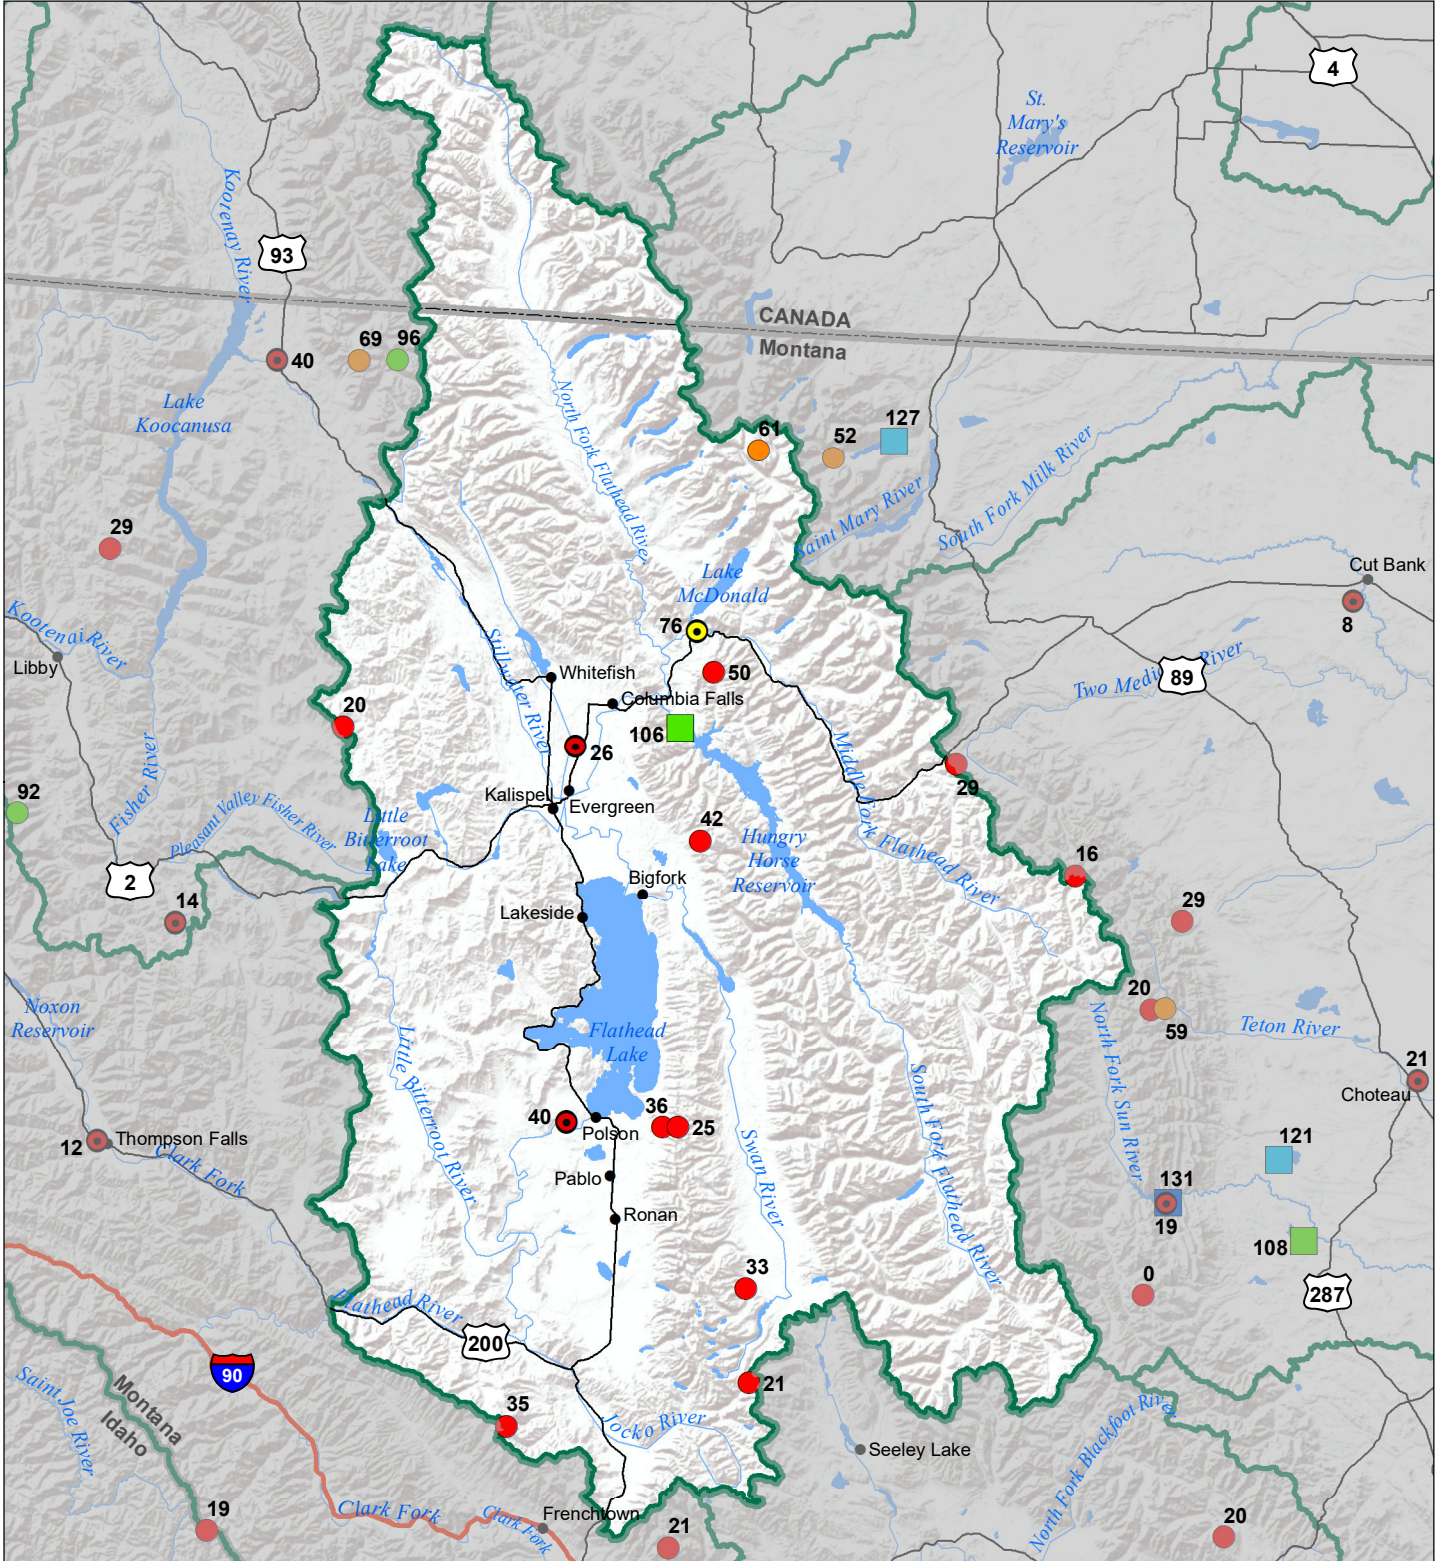 4
St.
Mary's
Reservoir
Kootenay River
93
CANADA
Montana
69
96
40
Lake
Koocanusa
North Fork Flathead River
61
52
127
Saint Mary River
South Fork Milk River
29
Lake
McDonald
Cut Bank
8
Kootenai River
Libby
76
50
Stillwater River
Whitefish
Columbia Falls
Two Medi
River
89
20
106
26
Middle Fork Flathead River
29
Fisher River
92
Kalispel
Evergreen
Pleasant Valley Fisher River
Little
Bitterroot
Lake
42
Hungry
Horse
Reservoir
2
16
Bigfork
14
Lakeside
29
Noxon
Reservoir
20
59
Teton River
Flathead
Lake
Little Bitterroot River
North Fork Sun River
South Fork Flathead River
21
Choteau
40
36
25
Polson
12
Thompson Falls
Clark Fork
Swan River
121
Pablo
131
19
Ronan
108
0
33
287
Flathead River
200
90
21
Montana
Idaho
Saint Joe River
35
Jocko River
Seeley Lake
North Fork Blackfoot River
Clark Fork
Clark Fork
Frenchtown
19
21
20